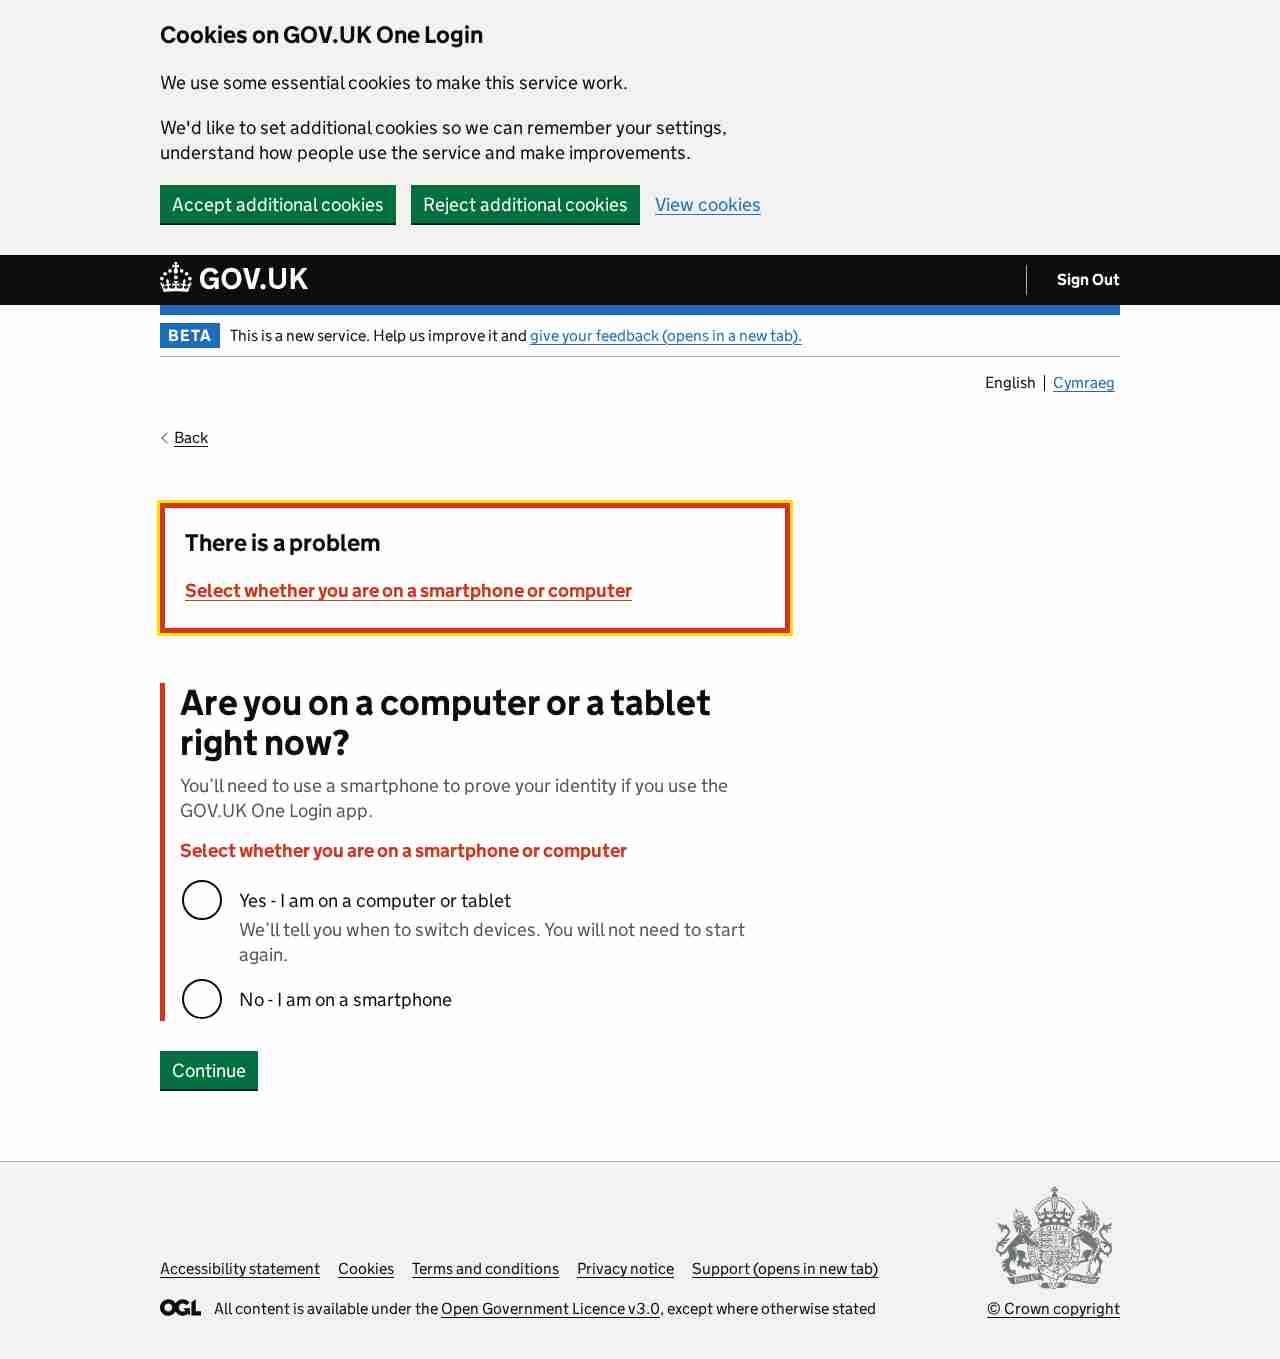 Cookies on GOV.UK One Login
We use some essential cookies to make this service work.
We'd like to set additional cookies so we can remember your settings,
understand how people use the service and make improvements.
Accept additional cookies Reject additional cookies View cookies
GOV.UK Sign Out
BETA This is a new service. Help us improve it and give your feedback (opens in a new tab).
English Cymraeg
Back
There is a problem
Select whether you are on a smartphone or computer
Are you on a computer or a tablet
right now?
You’ll need to use a smartphone to prove your identity if you use the
GOV.UK One Login app.
Select whether you are on a smartphone or computer
Yes - I am on a computer or tablet
We’ll tell you when to switch devices. You will not need to start
again.
No - I am on a smartphone
Continue
Accessibility statement Cookies Terms and conditions Privacy notice Support (opens in new tab)
OGL All content is available under the Open Government Licence v3.0, except where otherwise stated © Crown copyright